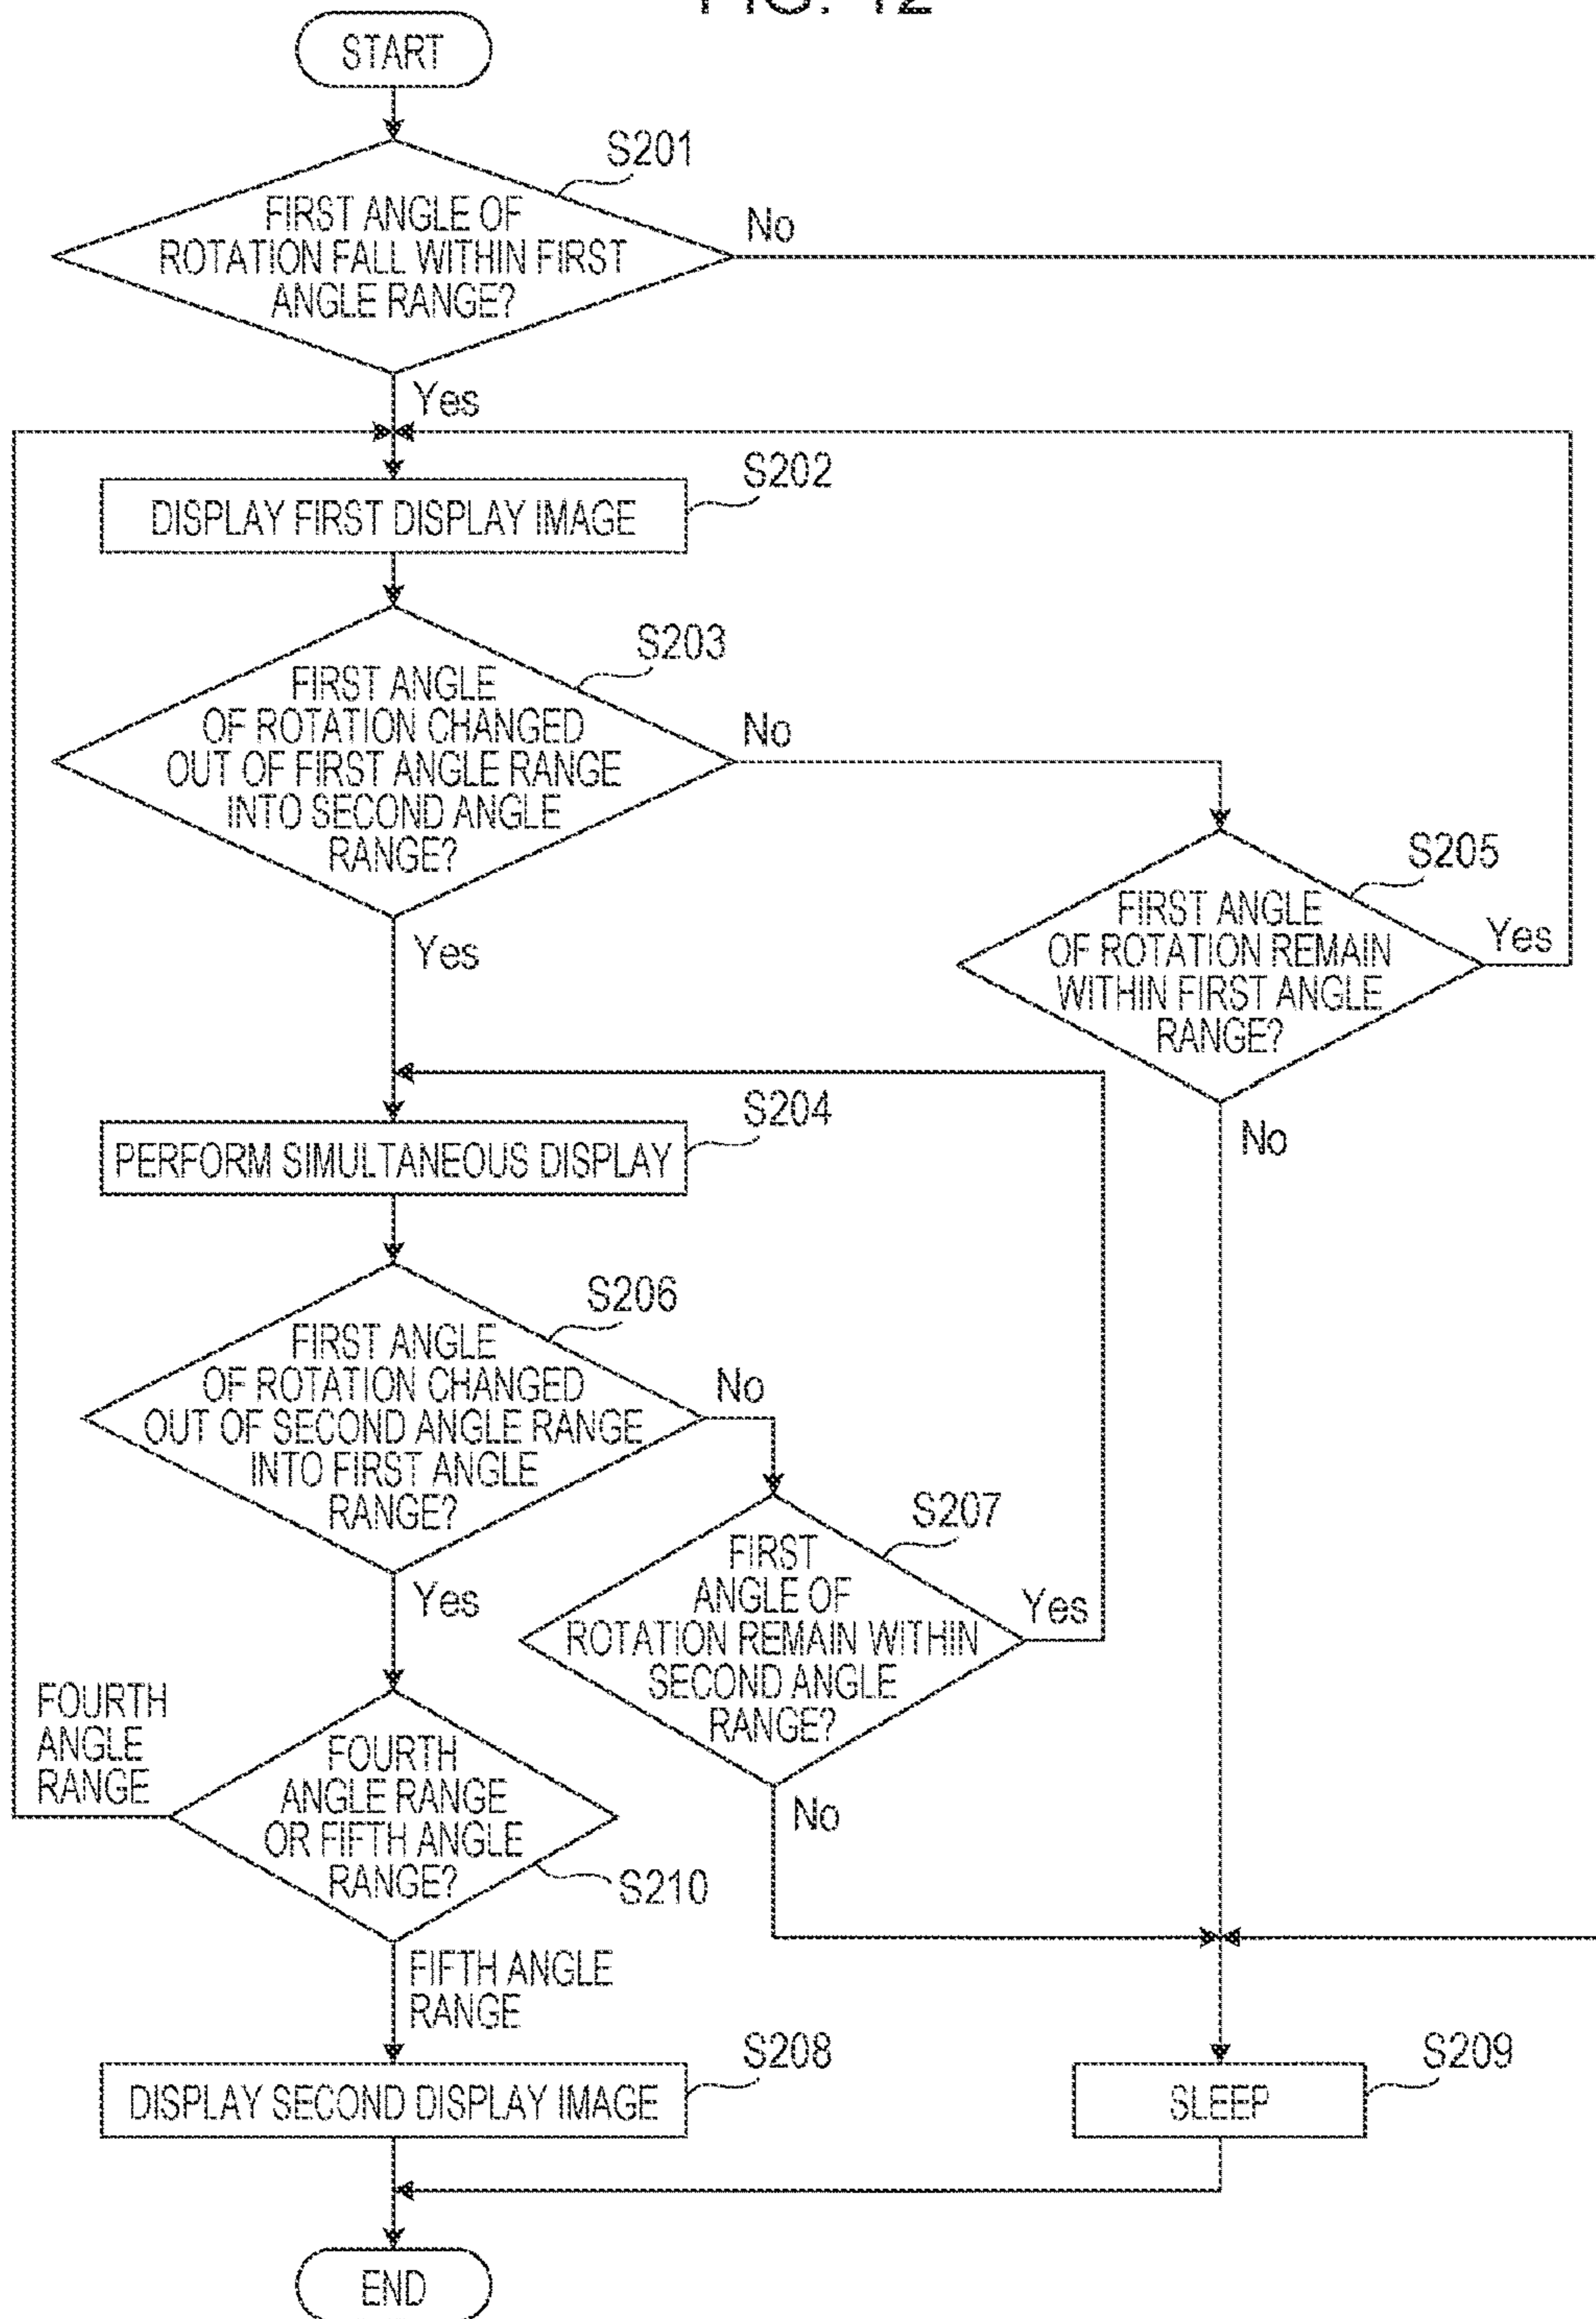 FIG. 12
START
S201
FIRST ANGLE OF
ROTATION FALL WITHIN FIRST
ANGLE RANGE?
No
Yes
S202
DISPLAY FIRST DISPLAY IMAGE
S203
FIRST ANGLE
OF ROTATION CHANGED
OUT OF FIRST ANGLE RANGE
INTO SECOND ANGLE
RANGE?
No
Yes
S205
FIRST ANGLE
OF ROTATION REMAIN
WITHIN FIRST ANGLE
RANGE?
Yes
No
S204
PERFORM SIMULTANEOUS DISPLAY
S206
FIRST ANGLE
OF ROTATION CHANGED
OUT OF SECOND ANGLE RANGE
INTO FIRST ANGLE
RANGE?
No
Yes
S207
FIRST
ANGLE OF
ROTATION REMAIN WITHIN
SECOND ANGLE
RANGE?
Yes
No
FOURTH
ANGLE
RANGE
FOURTH
ANGLE RANGE
OR FIFTH ANGLE
RANGE?
S210
FIFTH ANGLE
RANGE
S208
DISPLAY SECOND DISPLAY IMAGE
S209
SLEEP
END